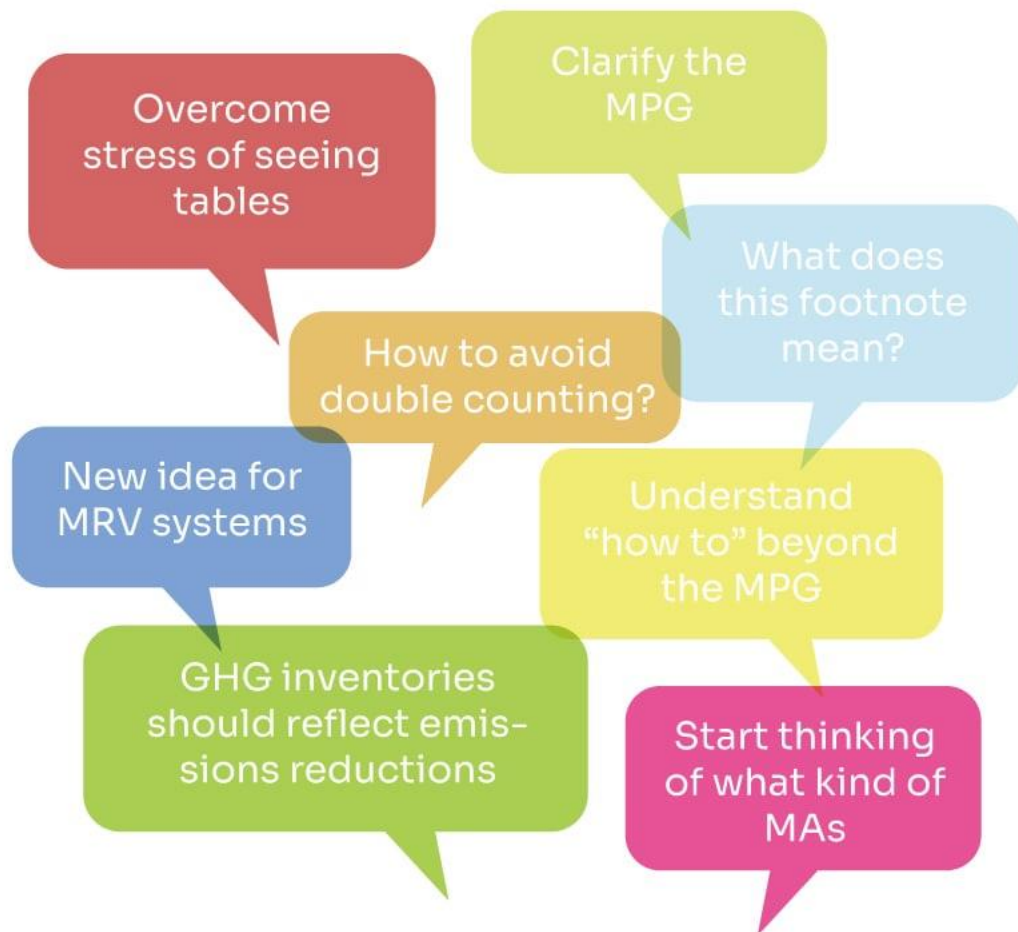 Overcome
stress of seeing
tables
Clarify the
MPG
What does
this footnote
mean?
How to avoid
double counting?
New idea for
MRV systems
Understand
“how to” beyond
the MPG
GHG inventories
should reflect emis-
sions reductions
Start thinking
of what kind of
MAs